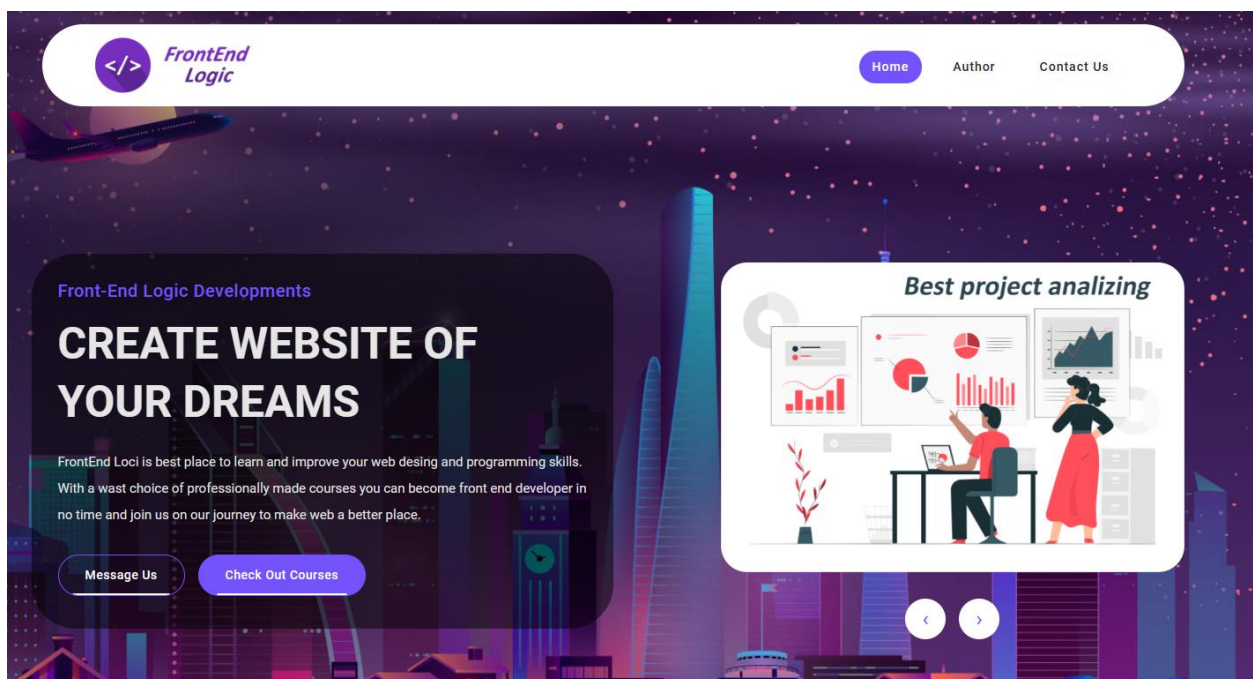 </>
FrontEnd
Logic
Home
Author
Contact Us
Front-End Logic Developments
CREATE WEBSITE OF
YOUR DREAMS
FrontEnd Loci is best place to learn and improve your web desing and programming skills.
With a wast choice of professionally made courses you can become front end developer in
no time and join us on our journey to make web a better place.
Message Us
Check Out Courses
Best project analizing
‹
›